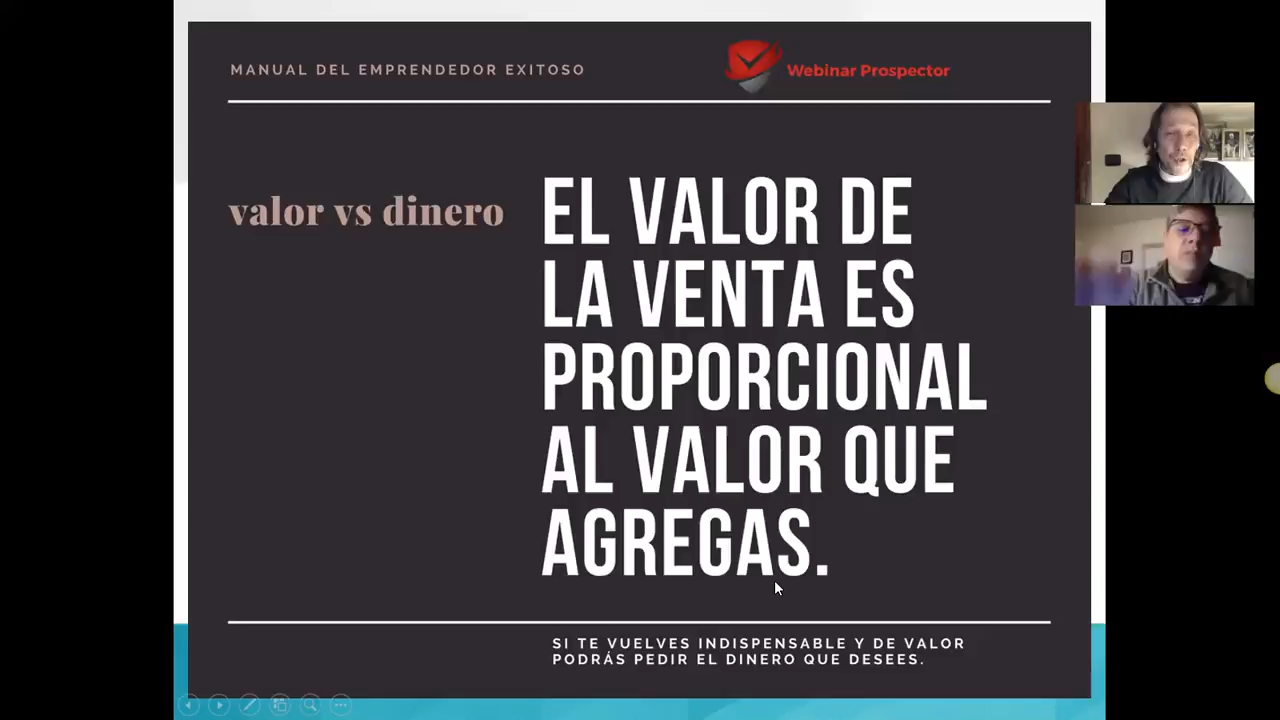 MANUAL DEL EMPRENDEDOR EXITOSO
Webinar Prospector
valor vs dinero
EL VALOR DE
LA VENTA ES
PROPORCIONAL
AL VALOR QUE
AGREGAS.
SI TE VUELVES INDISPENSABLE Y DE VALOR
PODRÁS PEDIR EL DINERO QUE DESEES.